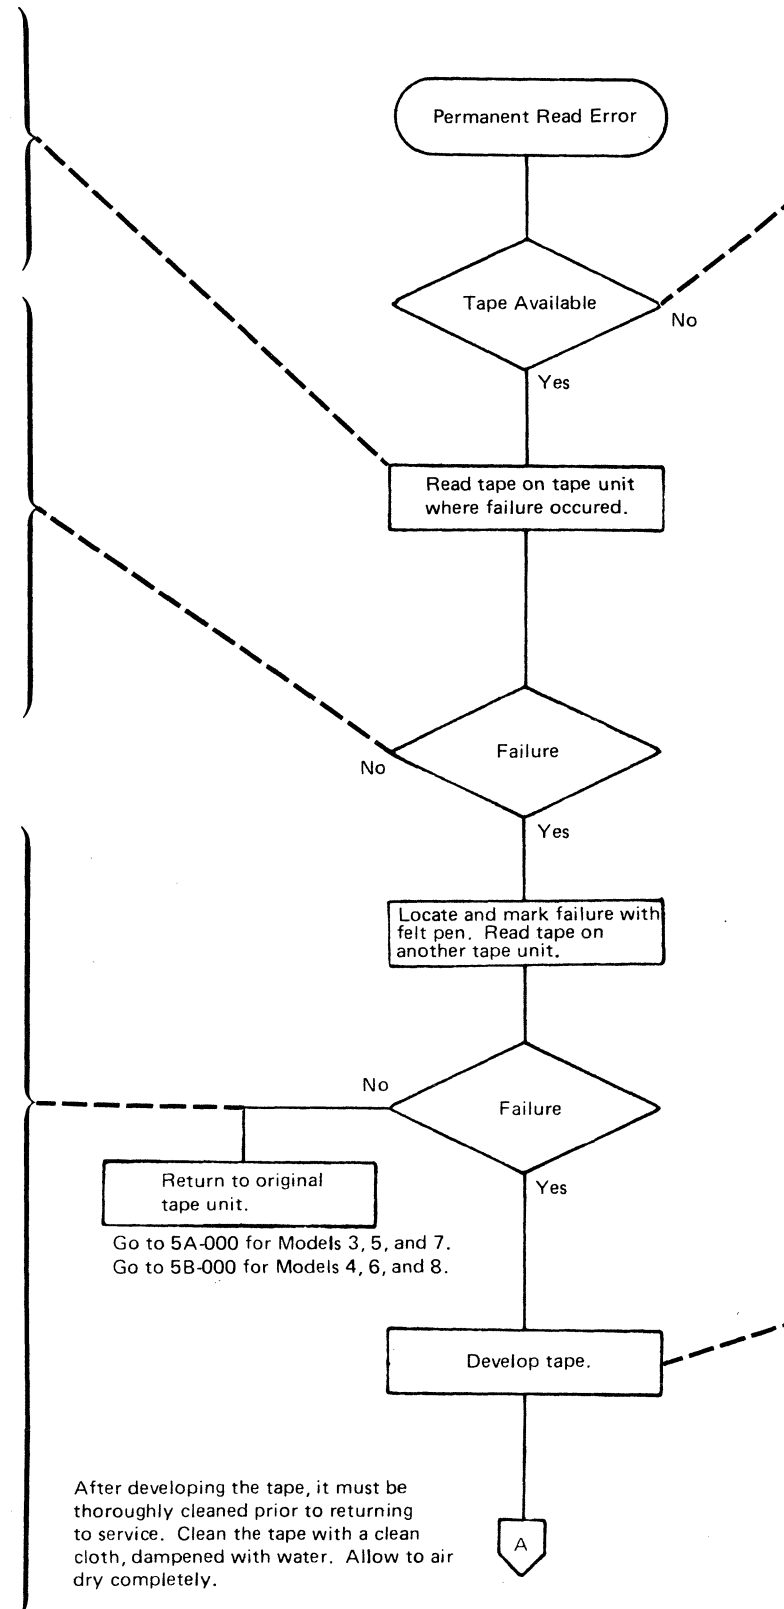 Permanent Read Error
Tape Available
No
Yes
Read tape on tape unit
where failure occured.
Failure
No
Yes
Locate and mark failure with
felt pen. Read tape on
another tape unit.
No
Failure
Return to original
tape unit.
Yes
Go to 5A-000 for Models 3, 5, and 7.
Go to 5B-000 for Models 4, 6, and 8.
Develop tape.
After developing the tape, it must be
thoroughly cleaned prior to returning
to service. Clean the tape with a clean
cloth, dampened with water. Allow to air
dry completely.
A